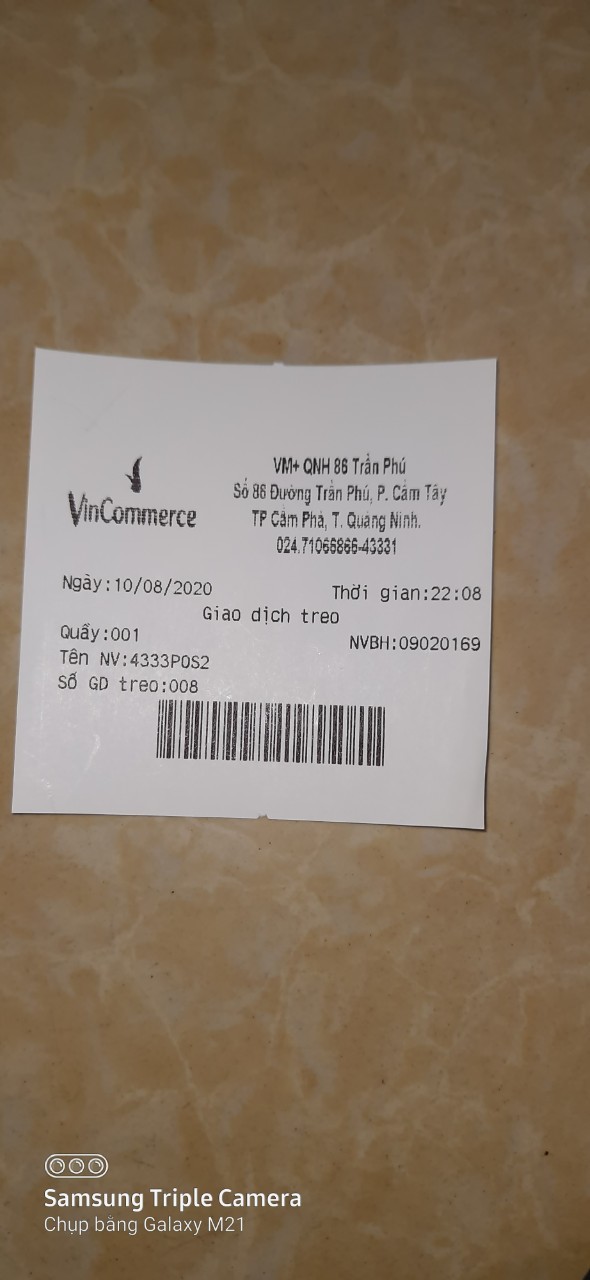 VinCommerce
VM+ QNH 86 Trần Phú
Số 86 Đường Trần Phú, P. Cẩm Tây
TP Cẩm Phả, T. Quảng Ninh.
024.71066866-43331
Ngày:10/08/2020 Thời gian:22:08
Giao dịch treo
Quầy:001 NVBH:09020169
Tên NV:4333POS2
Số GD treo:008
Samsung Triple Camera
Chụp bằng Galaxy M21